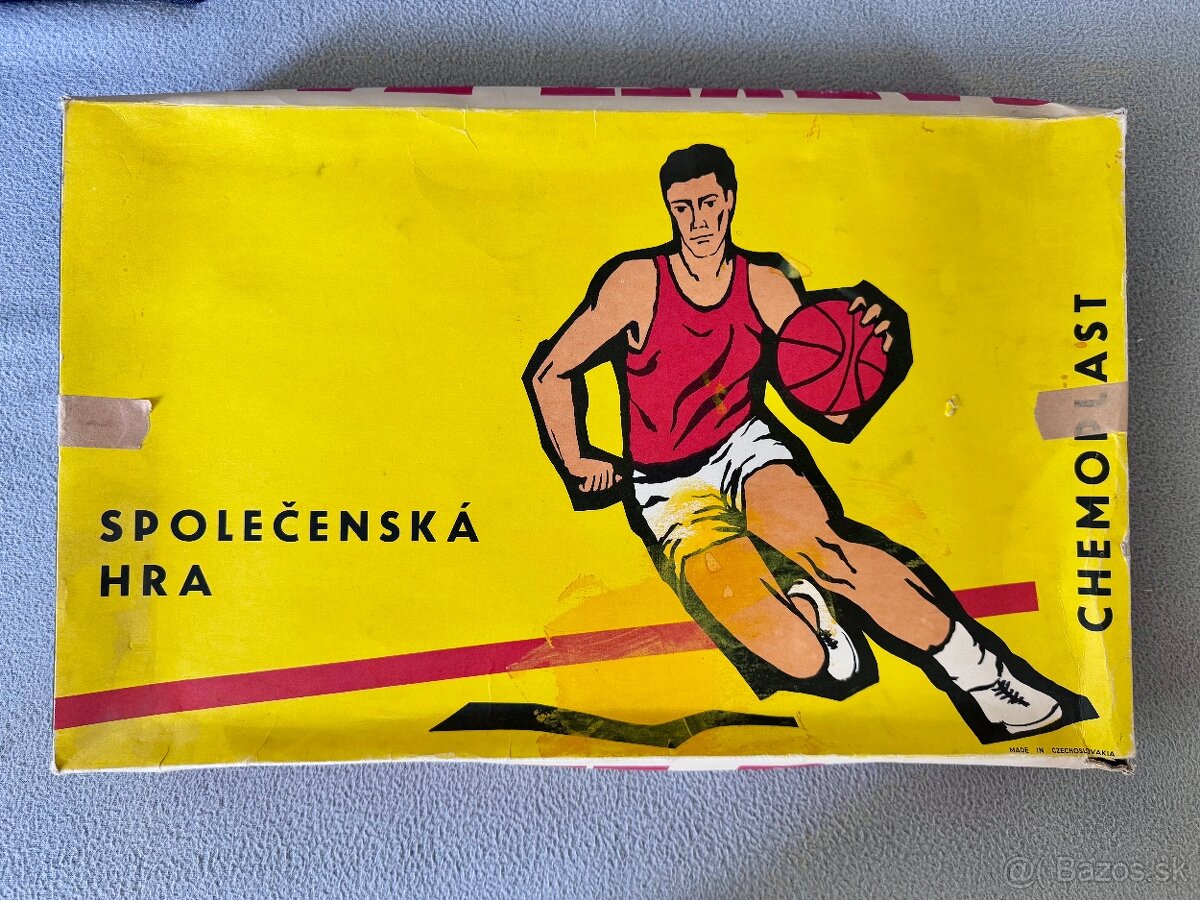 SPOLEČENSKÁ
HRA
CHEMOPLAST
MADE IN CZECHOSLOVAKIA
@ Bazos.sk